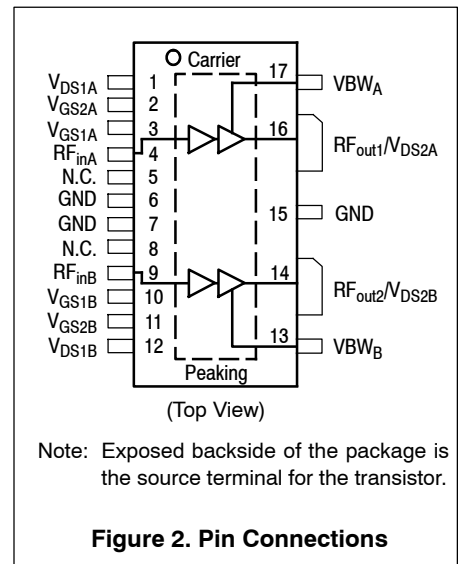 Carrier
V_DS1A 1 17 VBW_A
V_GS2A 2
V_GS1A 3 16 RF_out1/V_DS2A
RF_inA 4
N.C. 5
GND 6 15 GND
GND 7
N.C. 8
RF_inB 9 14 RF_out2/V_DS2B
V_GS1B 10
V_GS2B 11
V_DS1B 12 13 VBW_B
Peaking
(Top View)
Note: Exposed backside of the package is
the source terminal for the transistor.
Figure 2. Pin Connections